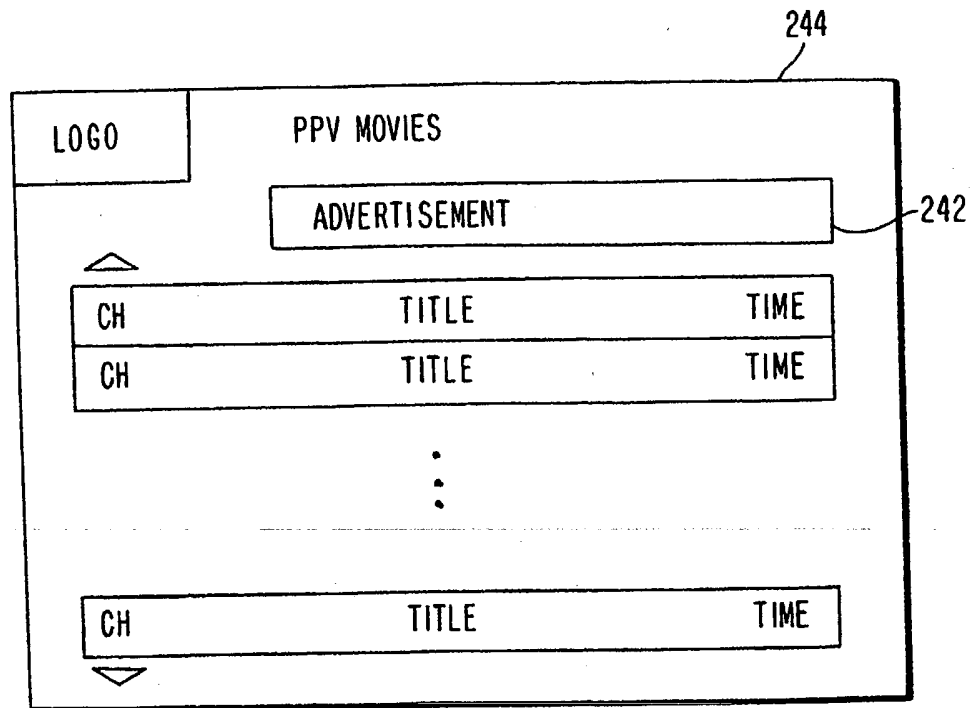 244
LOGO
PPV MOVIES
ADVERTISEMENT
242
CH TITLE TIME
CH TITLE TIME
CH TITLE TIME